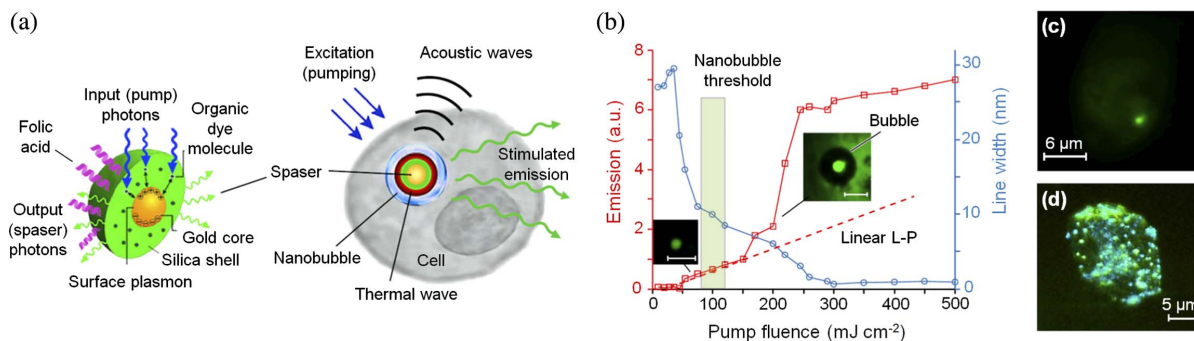 (a)
Input (pump)
photons
Organic
dye
molecule
Folic
acid
Output
(spaser)
photons
Gold core
Silica shell
Surface plasmon
Excitation
(pumping)
Acoustic waves
Spaser
Stimulated
emission
Nanobubble
Cell
Thermal wave
(b)
Emission (a.u.)
8
6
4
2
0
Nanobubble
threshold
Bubble
Linear L-P
0
100
200
300
400
500
Pump fluence (mJ cm-2)
30
20
10
0
Line width (nm)
(c)
6 µm
(d)
5 µm